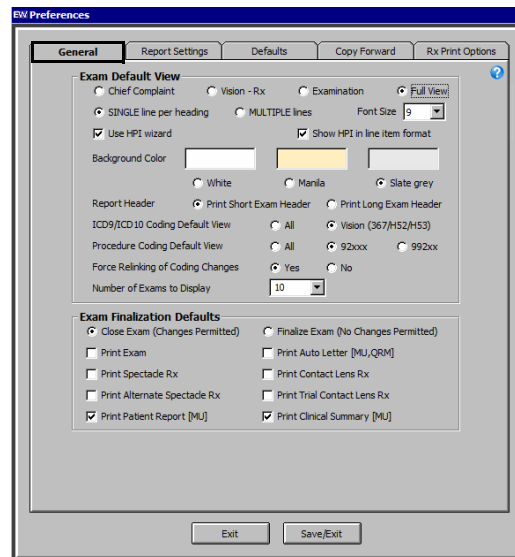 EW Preferences
General Report Settings Defaults Copy Forward Rx Print Options
Exam Default View ?
Chief Complaint Vision - Rx Examination Full View
SINGLE line per heading MULTIPLE lines Font Size 9
Use HPI wizard Show HPI in line item format
Background Color
White Manila Slate grey
Report Header Print Short Exam Header Print Long Exam Header
ICD9/ICD10 Coding Default View All Vision (367/H52/H53)
Procedure Coding Default View All 92xxx 992xx
Force Relinking of Coding Changes Yes No
Number of Exams to Display 10
Exam Finalization Defaults
Close Exam (Changes Permitted) Finalize Exam (No Changes Permitted)
Print Exam Print Auto Letter [MU,QRM]
Print Spectacle Rx Print Contact Lens Rx
Print Alternate Spectacle Rx Print Trial Contact Lens Rx
Print Patient Report [MU] Print Clinical Summary [MU]
Exit Save/Exit